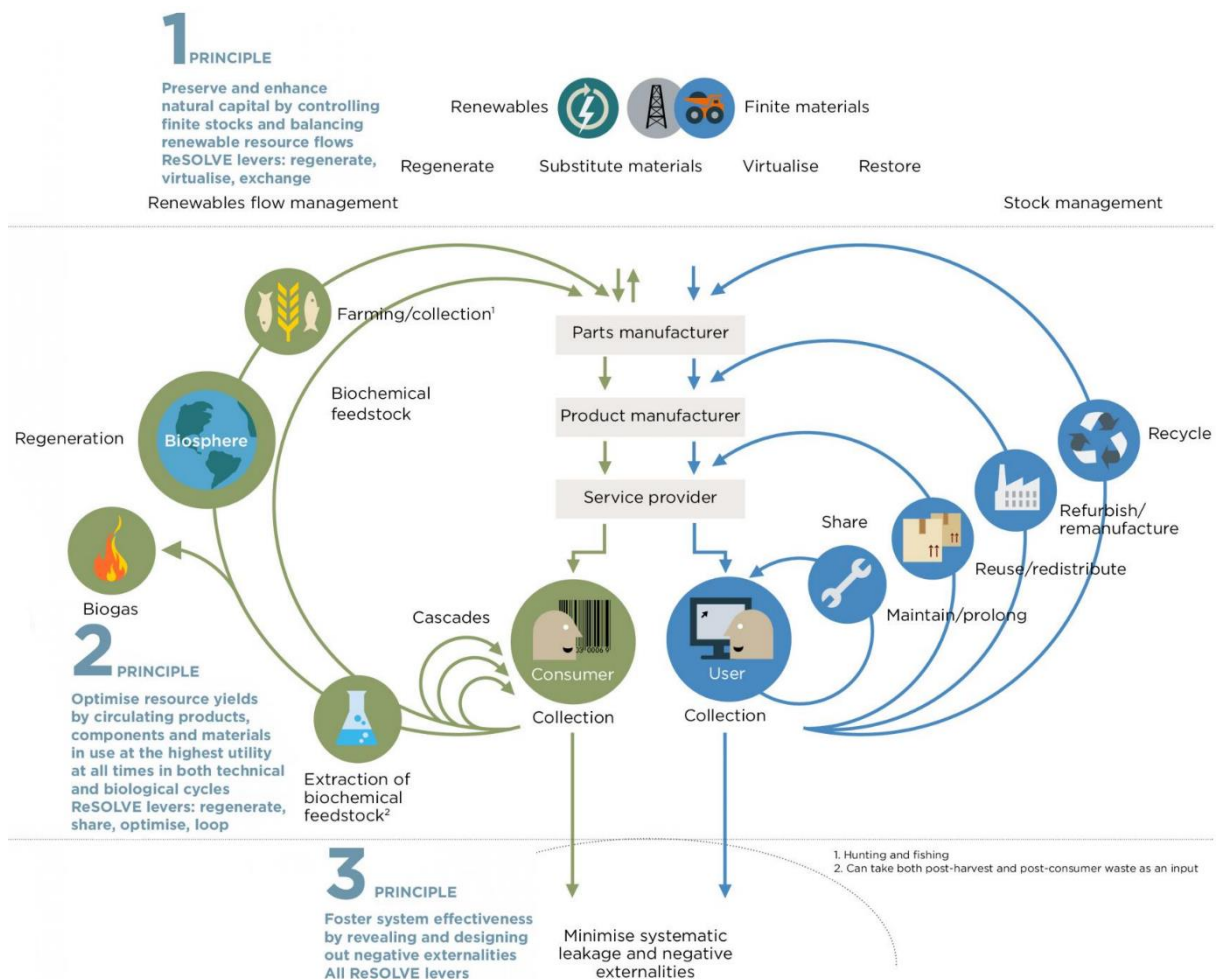 1 PRINCIPLE
Preserve and enhance
natural capital by controlling
finite stocks and balancing
renewable resource flows
ReSOLVE levers: regenerate,
virtualise, exchange
Renewables
Finite materials
Regenerate
Substitute materials
Virtualise
Restore
Renewables flow management
Stock management
Farming/collection¹
Parts manufacturer
Biochemical
feedstock
Product manufacturer
Regeneration
Biosphere
Recycle
Service provider
Share
Refurbish/
remanufacture
Reuse/redistribute
Biogas
Cascades
Maintain/prolong
Consumer
User
Collection
Collection
2 PRINCIPLE
Optimise resource yields
by circulating products,
components and materials
in use at the highest utility
at all times in both technical
and biological cycles
ReSOLVE levers: regenerate,
share, optimise, loop
Extraction of
biochemical
feedstock²
3 PRINCIPLE
Foster system effectiveness
by revealing and designing
out negative externalities
All ReSOLVE levers
Minimise systematic
leakage and negative
externalities
1. Hunting and fishing
2. Can take both post-harvest and post-consumer waste as an input